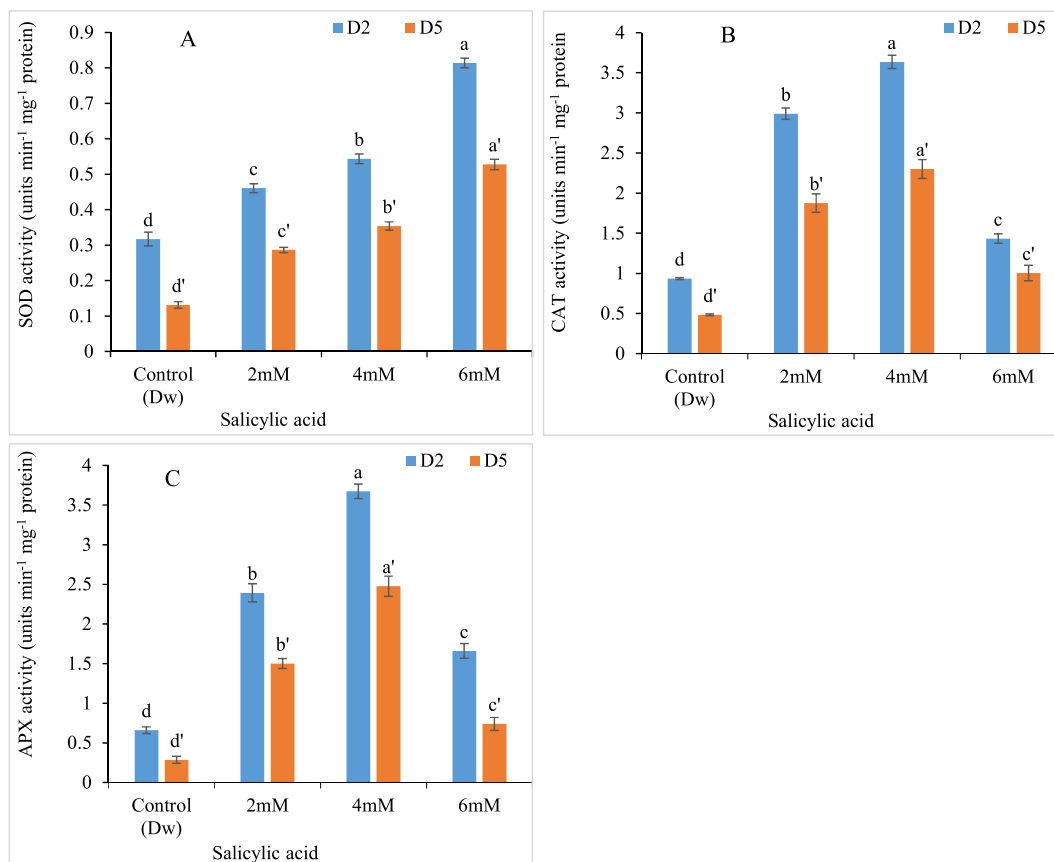 A
D2 D5
SOD activity (units min-1 mg-1 protein)
0.9
0.8
0.7
0.6
0.5
0.4
0.3
0.2
0.1
0
d
d'
c
c'
b
b'
a
a'
Control (Dw)
2mM
4mM
6mM
Salicylic acid
B
D2 D5
CAT activity (units min-1 mg-1 protein
4
3.5
3
2.5
2
1.5
1
0.5
0
d
d'
b
b'
a
a'
c
c'
Control (Dw)
2mM
4mM
6mM
Salicylic acid
C
D2 D5
APX activity (units min-1 mg-1 protein)
4
3.5
3
2.5
2
1.5
1
0.5
0
d
d'
b
b'
a
a'
c
c'
Control (Dw)
2mM
4mM
6mM
Salicylic acid